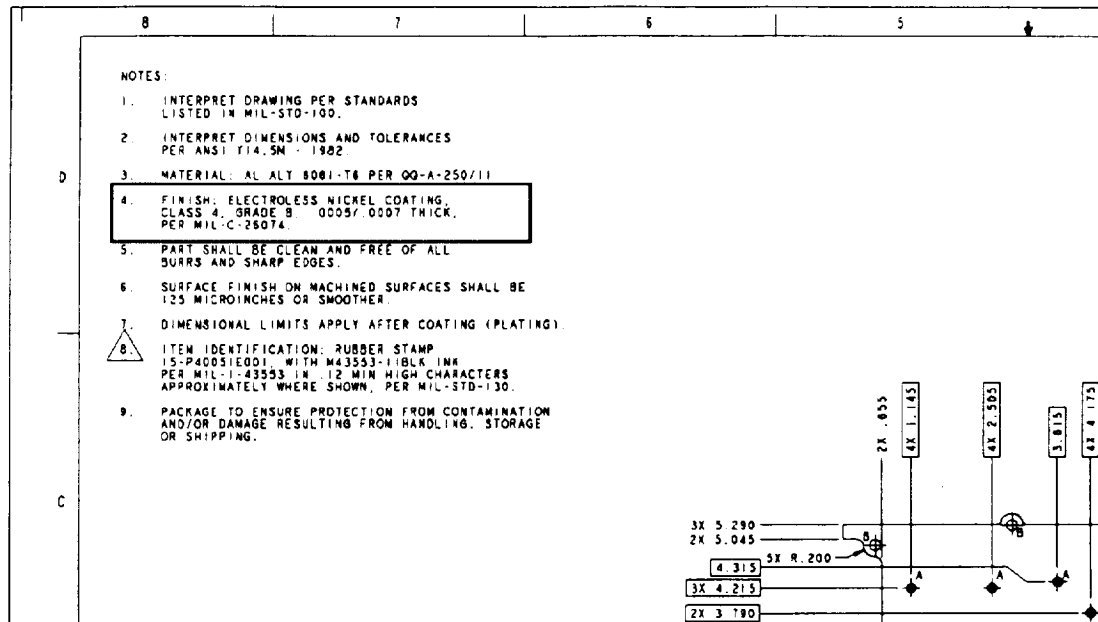 8 7 6 5
NOTES:
1. INTERPRET DRAWING PER STANDARDS
LISTED IN MIL-STD-100.
2. INTERPRET DIMENSIONS AND TOLERANCES
PER ANSI Y14.5M - 1982.
D
3. MATERIAL: AL ALY 6061-T6 PER QQ-A-250/11
4. FINISH: ELECTROLESS NICKEL COATING,
CLASS 4, GRADE B, .0005/.0007 THICK,
PER MIL-C-26074.
5. PART SHALL BE CLEAN AND FREE OF ALL
BURRS AND SHARP EDGES.
6. SURFACE FINISH ON MACHINED SURFACES SHALL BE
125 MICROINCHES OR SMOOTHER.
7. DIMENSIONAL LIMITS APPLY AFTER COATING (PLATING).
8. ITEM IDENTIFICATION: RUBBER STAMP
15-P40051E001, WITH M43553-11BLK INK
PER MIL-I-43553 IN .12 MIN HIGH CHARACTERS
APPROXIMATELY WHERE SHOWN, PER MIL-STD-130.
9. PACKAGE TO ENSURE PROTECTION FROM CONTAMINATION
AND/OR DAMAGE RESULTING FROM HANDLING, STORAGE
OR SHIPPING.
C
2X .655
4X 1.145
4X 2.505
3.815
4X 4.175
3X 5.290
2X 5.045
B
B
5X R.200
4.315
A A A
3X 4.215
2X 3.790